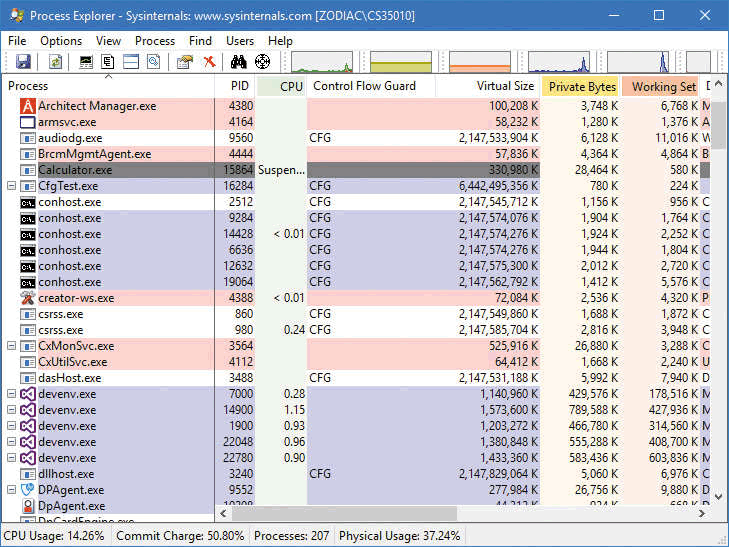 Process Explorer - Sysinternals: www.sysinternals.com [ZODIAC\CS35010]
File Options View Process Find Users Help
Process PID CPU Control Flow Guard Virtual Size Private Bytes Working Set D
Architect Manager.exe 4380 100,208 K 3,748 K 6,768 K M
armsvc.exe 4164 58,232 K 1,280 K 1,376 K A
audiodg.exe 9560 CFG 2,147,533,904 K 6,128 K 11,016 K W
BrcmMgmtAgent.exe 4444 57,836 K 4,364 K 4,864 K B
Calculator.exe 15864 Suspen... 330,980 K 28,464 K 580 K
CfgTest.exe 16284 CFG 6,442,495,356 K 780 K 224 K
conhost.exe 2512 CFG 2,147,545,712 K 1,156 K 956 K C
conhost.exe 9284 CFG 2,147,574,076 K 1,904 K 1,764 K C
conhost.exe 14428 < 0.01 CFG 2,147,574,276 K 1,924 K 2,252 K C
conhost.exe 6636 CFG 2,147,574,276 K 1,944 K 1,804 K C
conhost.exe 12632 CFG 2,147,575,300 K 2,012 K 2,720 K C
conhost.exe 19064 CFG 2,147,562,792 K 1,412 K 5,576 K C
creator-ws.exe 4388 < 0.01 72,084 K 2,536 K 4,320 K P
csrss.exe 860 CFG 2,147,549,860 K 1,688 K 1,872 K C
csrss.exe 980 0.24 CFG 2,147,585,704 K 2,816 K 3,948 K C
CxMonSvc.exe 3564 525,916 K 26,880 K 3,288 K C
CxUtilSvc.exe 4112 64,412 K 1,668 K 2,240 K U
dasHost.exe 3488 CFG 2,147,531,188 K 5,992 K 7,940 K D
devenv.exe 7000 0.28 1,140,960 K 429,576 K 178,516 K M
devenv.exe 14900 1.15 1,573,600 K 789,588 K 427,936 K M
devenv.exe 1900 0.93 1,203,272 K 466,780 K 314,560 K M
devenv.exe 22048 0.96 1,380,848 K 555,288 K 408,700 K M
devenv.exe 22780 0.90 1,433,360 K 583,436 K 603,836 K M
dllhost.exe 3240 CFG 2,147,829,064 K 5,060 K 6,976 K C
DPAgent.exe 9552 277,984 K 26,756 K 9,880 K D
DpAgent.exe
DpCardEngine.exe
CPU Usage: 14.26% Commit Charge: 50.80% Processes: 207 Physical Usage: 37.24%